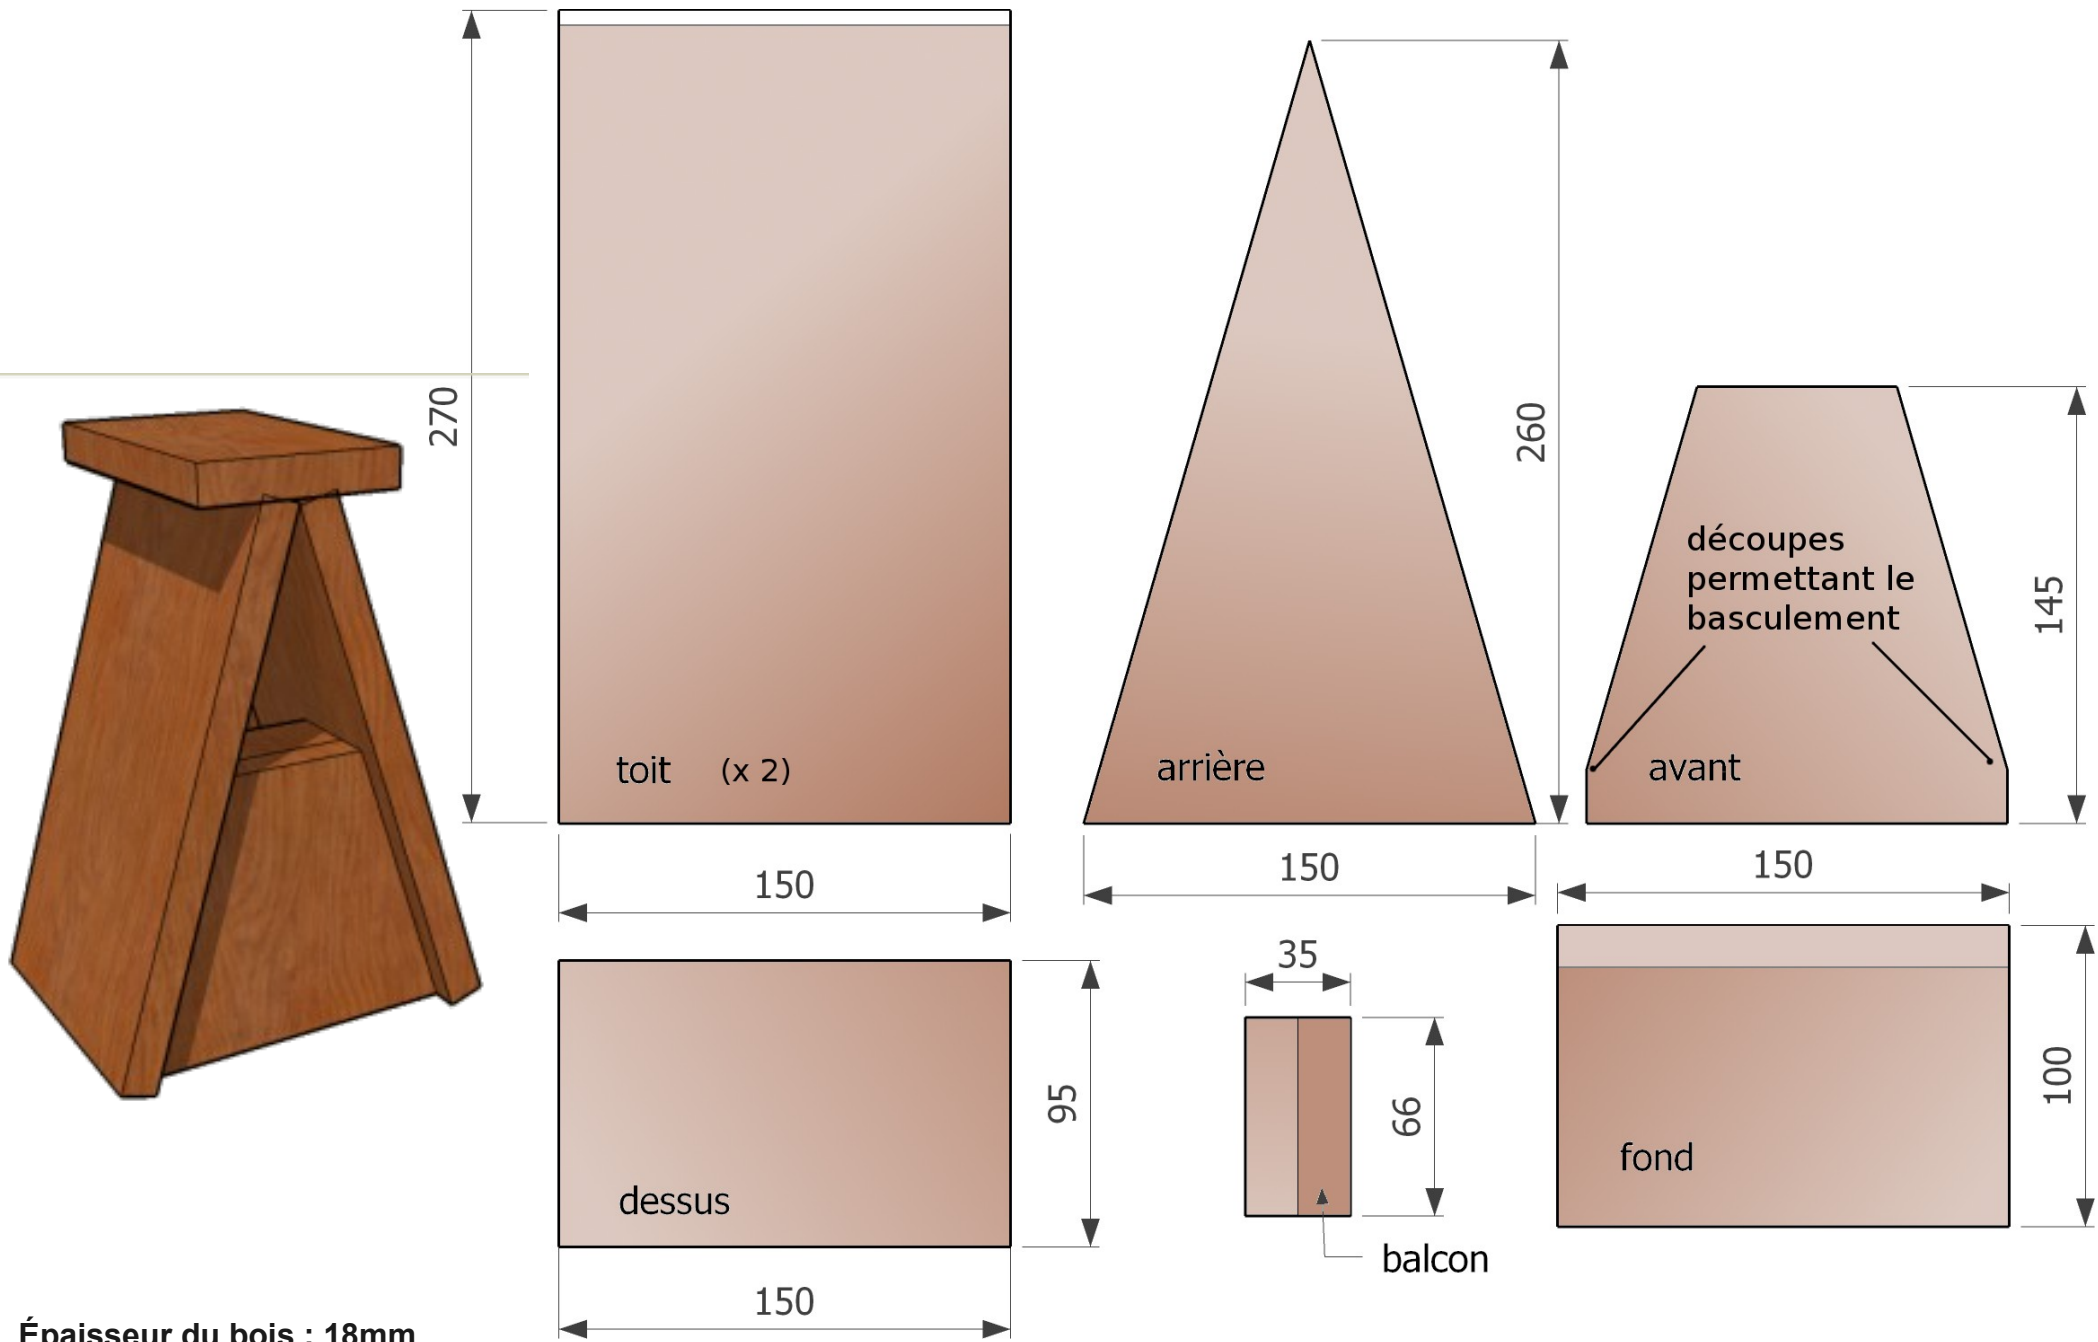 270
toit (x 2)
150
arrière
260
150
découpes
permettant le
basculement
avant
145
150
dessus
95
150
35
66
balcon
fond
100
Épaisseur du bois : 18mm